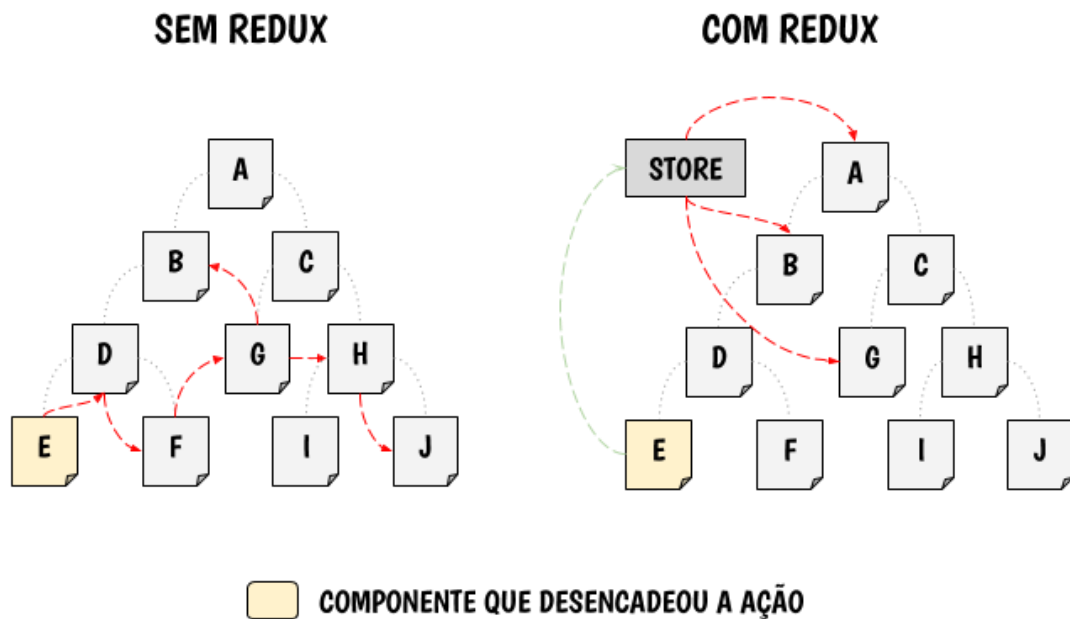 SEM REDUX
COM REDUX
A
B
C
D
G
H
E
F
I
J
STORE
A
B
C
D
G
H
E
F
I
J
COMPONENTE QUE DESENCADEOU A AÇÃO